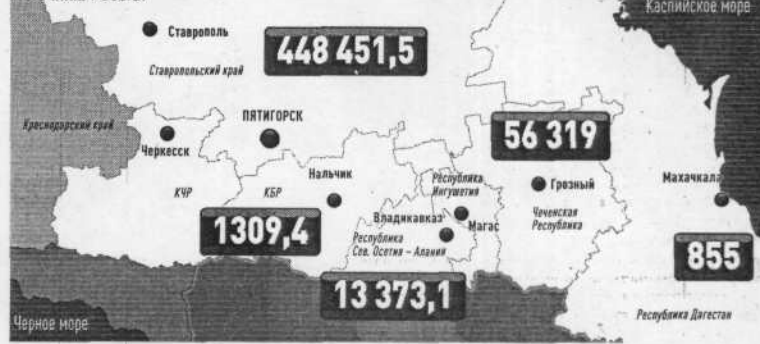 Каспийское море
Ставрополь
448 451,5
Ставропольский край
Краснодарский край
ПЯТИГОРСК
56 319
Черкесск
Нальчик
Республика
Ингушетия
Грозный
Махачкала
КЧР
КБР
Владикавказ
Магас
Чеченская
Республика
1309,4
Республика
Сев. Осетия – Алания
855
13 373,1
Черное море
Республика Дагестан